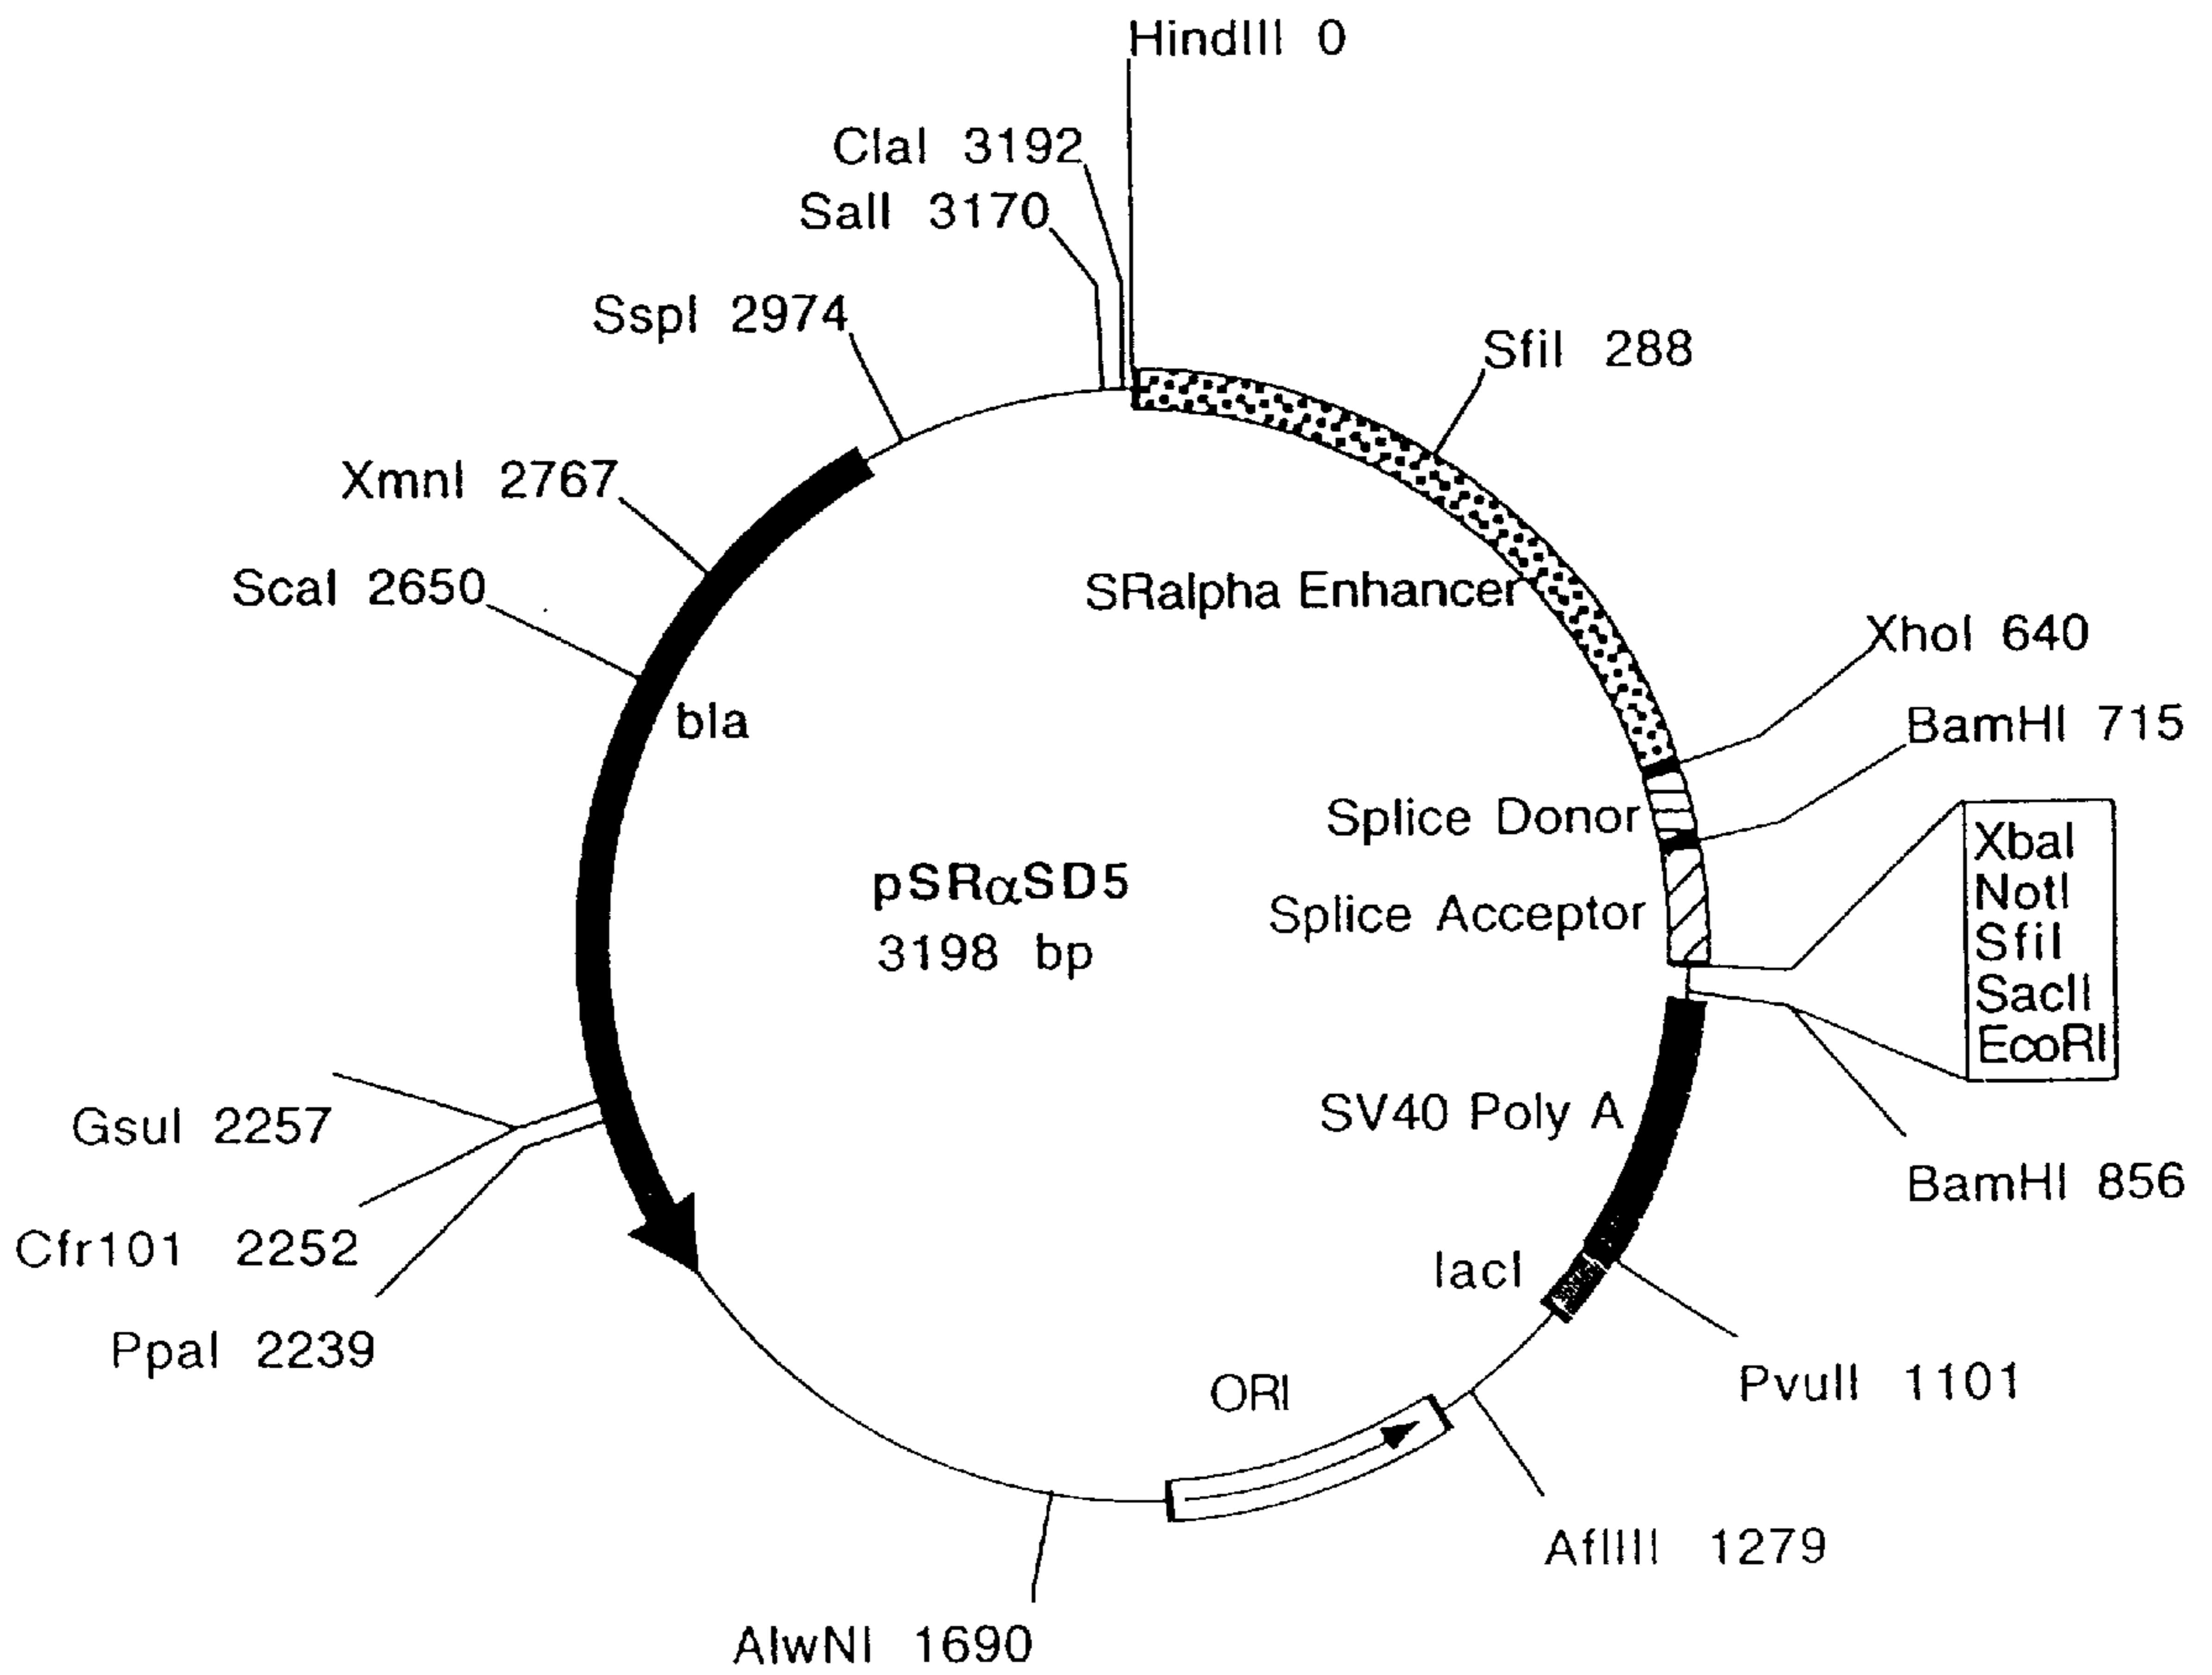 HindIII 0
ClaI 3192
SalI 3170
SspI 2974
SfiI 288
XmnI 2767
ScaI 2650
SRalpha Enhancer
XhoI 640
bla
BamHI 715
Splice Donor
XbaI
NotI
SfiI
SacII
EcoRI
pSRαSD5
3198 bp
Splice Acceptor
GsuI 2257
SV40 Poly A
BamHI 856
Cfr101 2252
lacI
PpaI 2239
PvuII 1101
ORI
AflIII 1279
AlwNI 1690